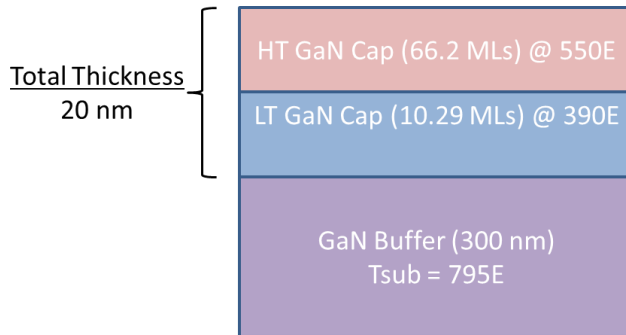 HT GaN Cap (66.2 MLs) @ 550E
Total Thickness
20 nm
LT GaN Cap (10.29 MLs) @ 390E
GaN Buffer (300 nm)
Tsub = 795E